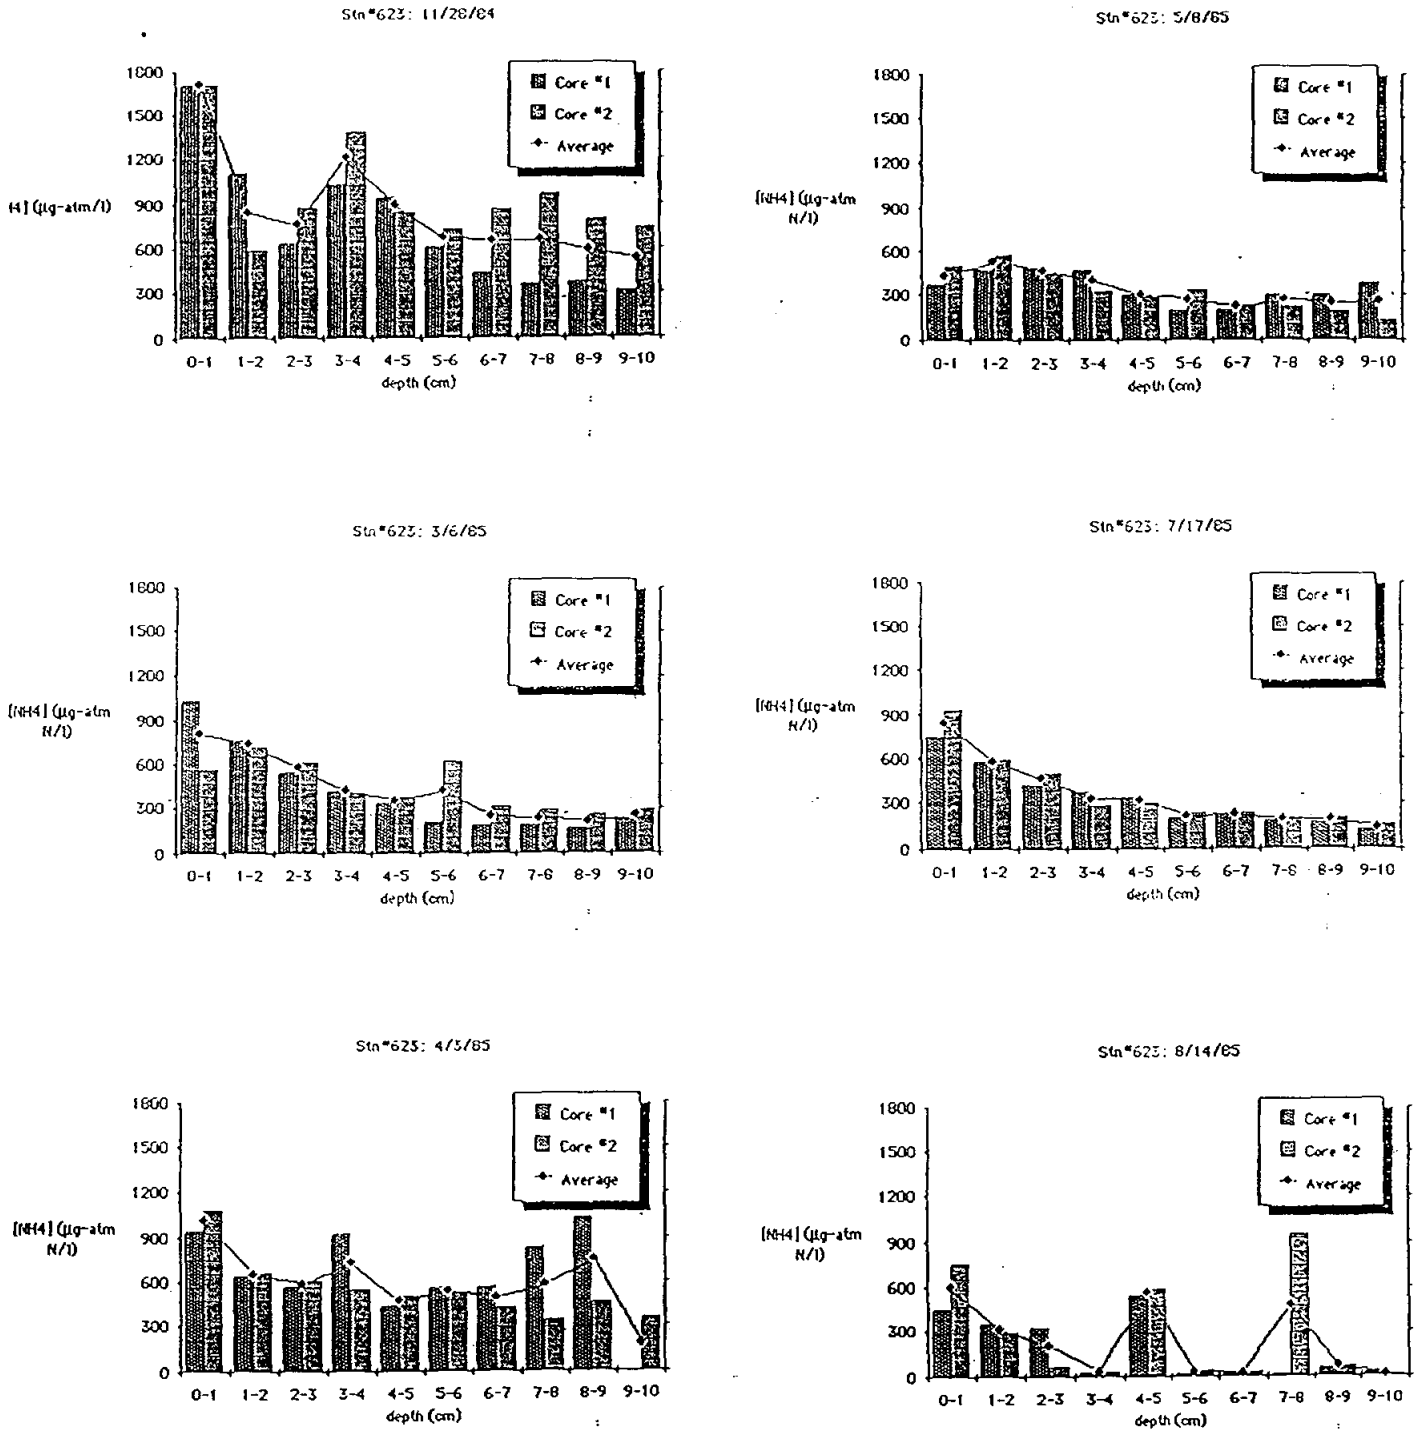 Stn#623: 11/28/84
1800
1500
1200
900
600
300
0
4] (µg-atm/l)
Core #1
Core #2
Average
0-1 1-2 2-3 3-4 4-5 5-6 6-7 7-8 8-9 9-10
depth (cm)
Stn#623: 5/8/85
1800
1500
1200
900
600
300
0
[NH4] (µg-atm
N/l)
Core #1
Core #2
Average
0-1 1-2 2-3 3-4 4-5 5-6 6-7 7-8 8-9 9-10
depth (cm)
Stn#623: 3/6/85
1800
1500
1200
900
600
300
0
[NH4] (µg-atm
N/l)
Core #1
Core #2
Average
0-1 1-2 2-3 3-4 4-5 5-6 6-7 7-8 8-9 9-10
depth (cm)
Stn#623: 7/17/85
1800
1500
1200
900
600
300
0
[NH4] (µg-atm
N/l)
Core #1
Core #2
Average
0-1 1-2 2-3 3-4 4-5 5-6 6-7 7-8 8-9 9-10
depth (cm)
Stn#623: 4/3/85
1800
1500
1200
900
600
300
0
[NH4] (µg-atm
N/l)
Core #1
Core #2
Average
0-1 1-2 2-3 3-4 4-5 5-6 6-7 7-8 8-9 9-10
depth (cm)
Stn#623: 8/14/85
1800
1500
1200
900
600
300
0
[NH4] (µg-atm
N/l)
Core #1
Core #2
Average
0-1 1-2 2-3 3-4 4-5 5-6 6-7 7-8 8-9 9-10
depth (cm)